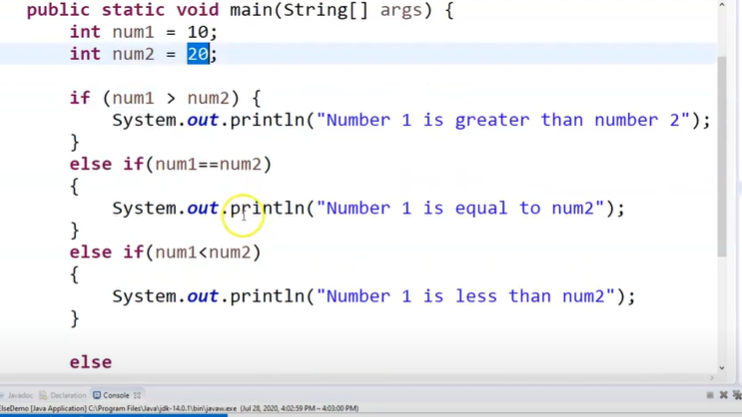 public static void main(String[] args) {
int num1 = 10;
int num2 = 20;
if (num1 > num2) {
System.out.println("Number 1 is greater than number 2");
}
else if(num1==num2)
{
System.out.println("Number 1 is equal to num2");
}
else if(num1<num2)
{
System.out.println("Number 1 is less than num2");
}
else
Javadoc Declaration Console
ElseDemo [Java Application] C:\Program Files\Java\jdk-14.0.1\bin\javaw.exe (Jul 28, 2020, 4:02:59 PM – 4:03:00 PM)